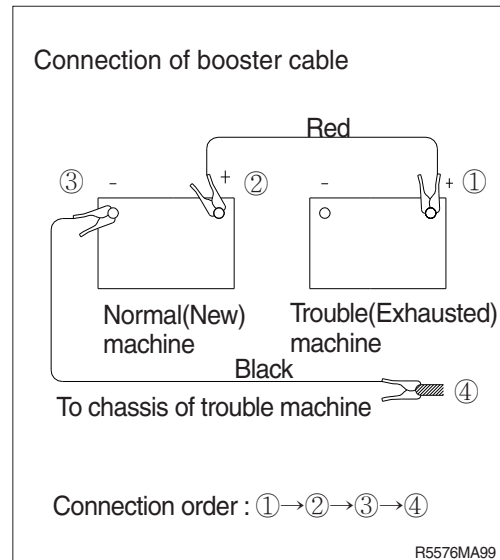 Connection of booster cable
Red
③ - + ② - + ①
Normal(New)
machine
Trouble(Exhausted)
machine
Black
To chassis of trouble machine ④
Connection order : ①→②→③→④
R5576MA99